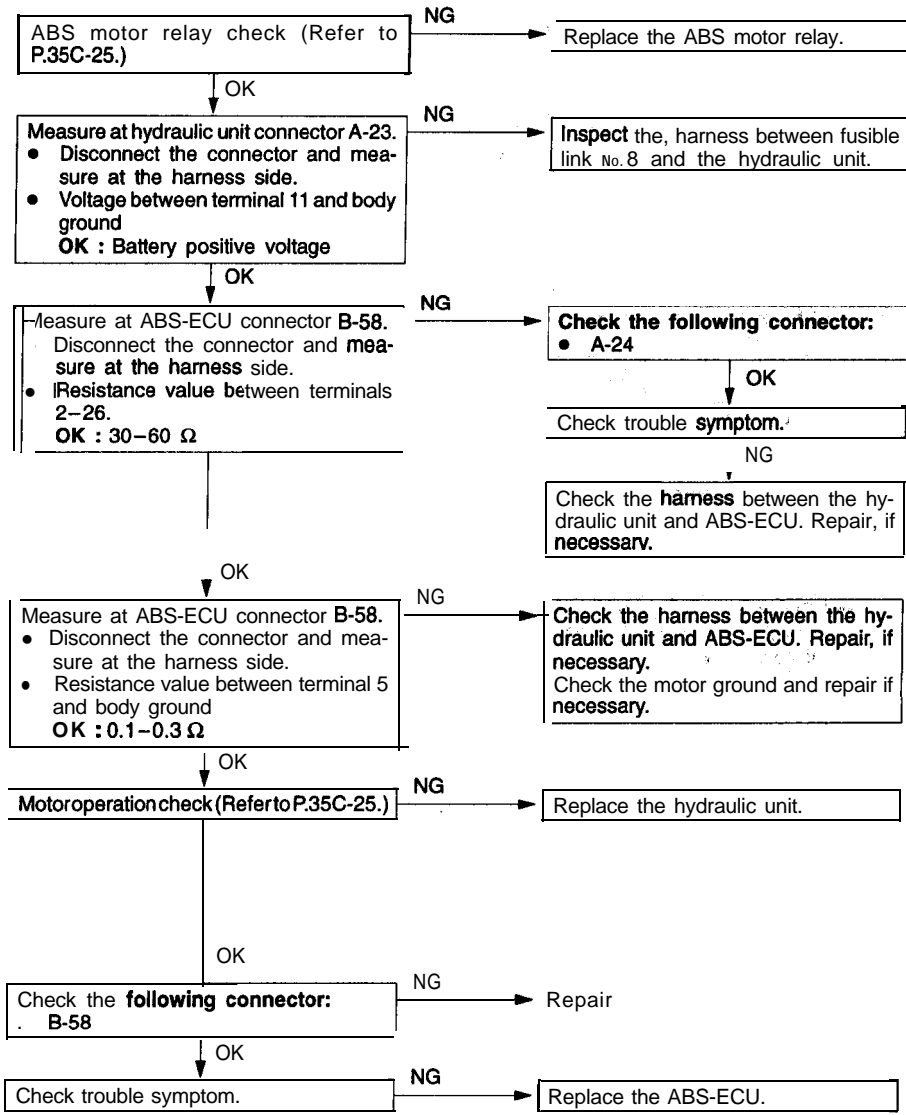 ABS motor relay check (Refer to
P.35C-25.)
NG
Replace the ABS motor relay.
OK
Measure at hydraulic unit connector A-23.
● Disconnect the connector and mea-
sure at the harness side.
● Voltage between terminal 11 and body
ground
OK : Battery positive voltage
NG
Inspect the, harness between fusible
link No. 8 and the hydraulic unit.
OK
Measure at ABS-ECU connector B-58.
Disconnect the connector and mea-
sure at the harness side.
● Resistance value between terminals
2–26.
OK : 30–60 Ω
NG
Check the following connector:
● A-24
OK
Check trouble symptom.
NG
Check the harness between the hy-
draulic unit and ABS-ECU. Repair, if
necessary.
OK
Measure at ABS-ECU connector B-58.
● Disconnect the connector and mea-
sure at the harness side.
● Resistance value between terminal 5
and body ground
OK : 0.1–0.3 Ω
NG
Check the harness between the hy-
draulic unit and ABS-ECU. Repair, if
necessary.
Check the motor ground and repair if
necessary.
OK
Motor operation check (Refer to P.35C-25.)
NG
Replace the hydraulic unit.
OK
Check the following connector:
. B-58
NG
Repair
OK
Check trouble symptom.
NG
Replace the ABS-ECU.